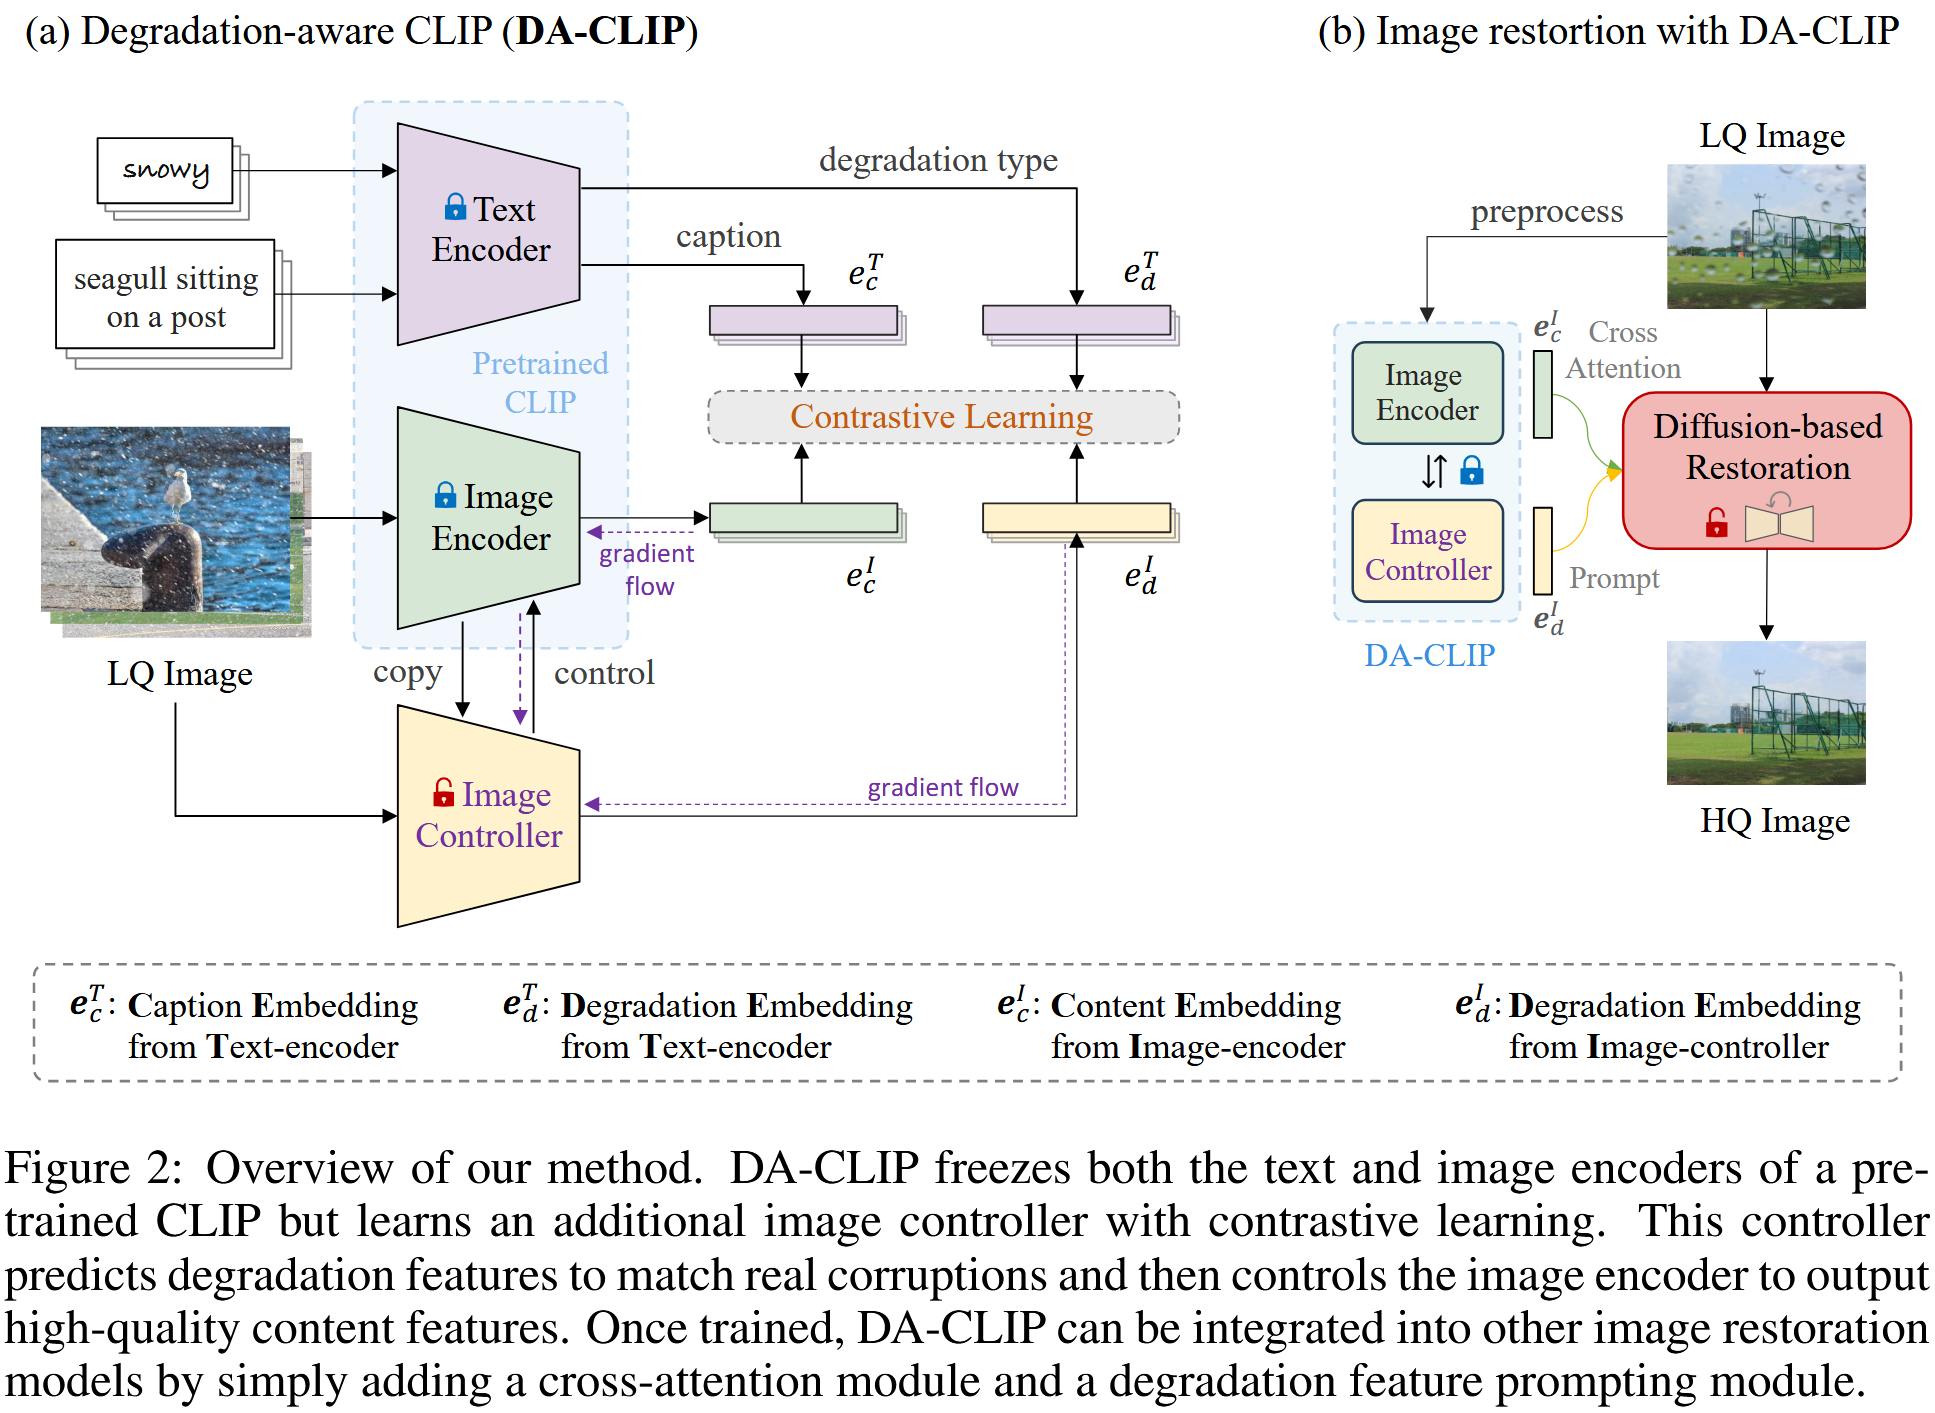 (a) Degradation-aware CLIP (DA-CLIP)
snowy
seagull sitting
on a post
LQ Image
Text
Encoder
Pretrained
CLIP
Image
Encoder
copy
control
Image
Controller
degradation type
caption
e_c^T
e_d^T
Contrastive Learning
gradient
flow
e_c^I
e_d^I
gradient flow
(b) Image restortion with DA-CLIP
LQ Image
preprocess
Image
Encoder
Image
Controller
DA-CLIP
e_c^I
Cross
Attention
Diffusion-based
Restoration
Prompt
e_d^I
HQ Image
e_c^T: Caption Embedding
from Text-encoder
e_d^T: Degradation Embedding
from Text-encoder
e_c^I: Content Embedding
from Image-encoder
e_d^I: Degradation Embedding
from Image-controller
Figure 2: Overview of our method. DA-CLIP freezes both the text and image encoders of a pre-
trained CLIP but learns an additional image controller with contrastive learning. This controller
predicts degradation features to match real corruptions and then controls the image encoder to output
high-quality content features. Once trained, DA-CLIP can be integrated into other image restoration
models by simply adding a cross-attention module and a degradation feature prompting module.